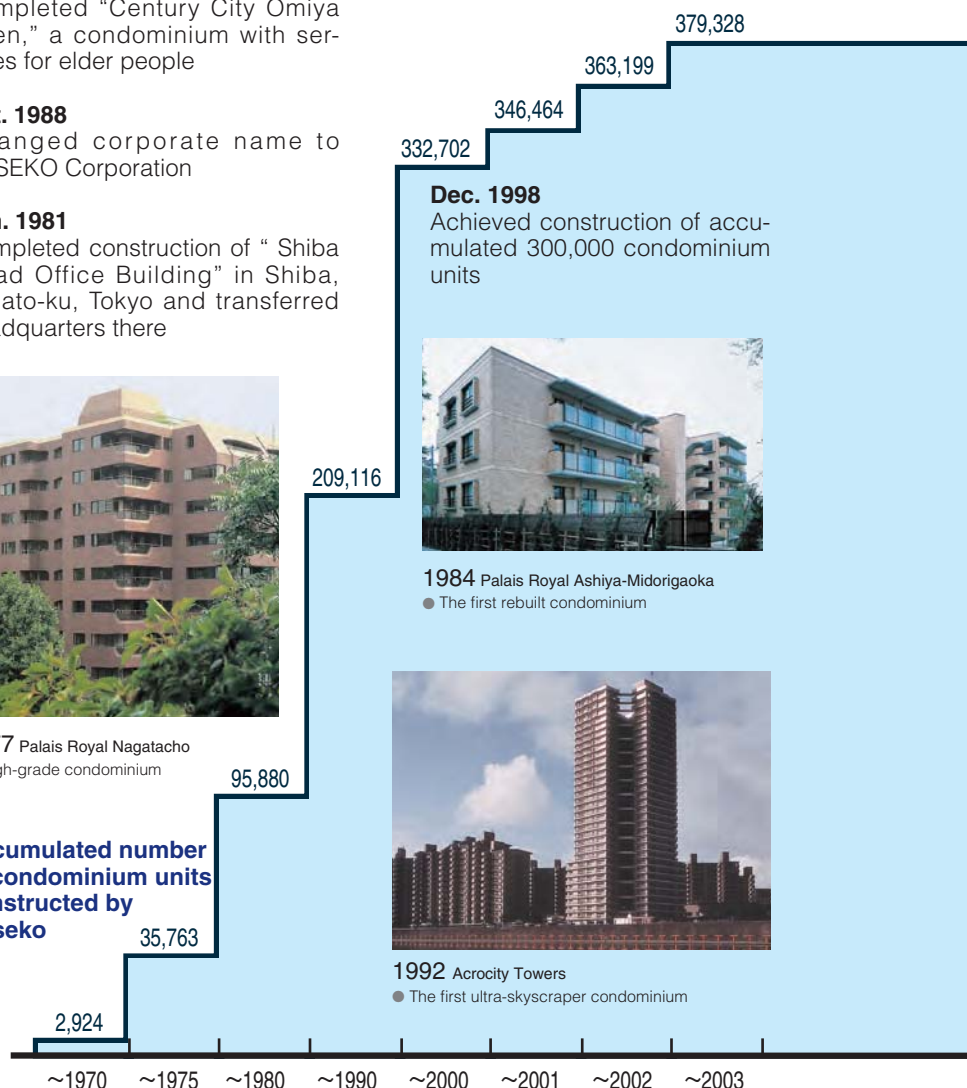 mpleted “Century City Omiya
en,” a condominium with ser-
es for elder people
. 1988
anged corporate name to
SEKO Corporation
. 1981
mpleted construction of “ Shiba
ad Office Building” in Shiba,
ato-ku, Tokyo and transferred
adquarters there
7 Palais Royal Nagatacho
gh-grade condominium
cumulated number
condominium units
nstructed by
seko
2,924
35,763
95,880
209,116
332,702
346,464
363,199
379,328
Dec. 1998
Achieved construction of accu-
mulated 300,000 condominium
units
1984 Palais Royal Ashiya-Midorigaoka
● The first rebuilt condominium
1992 Acrocity Towers
● The first ultra-skyscraper condominium
~1970 ~1975 ~1980 ~1990 ~2000 ~2001 ~2002 ~2003